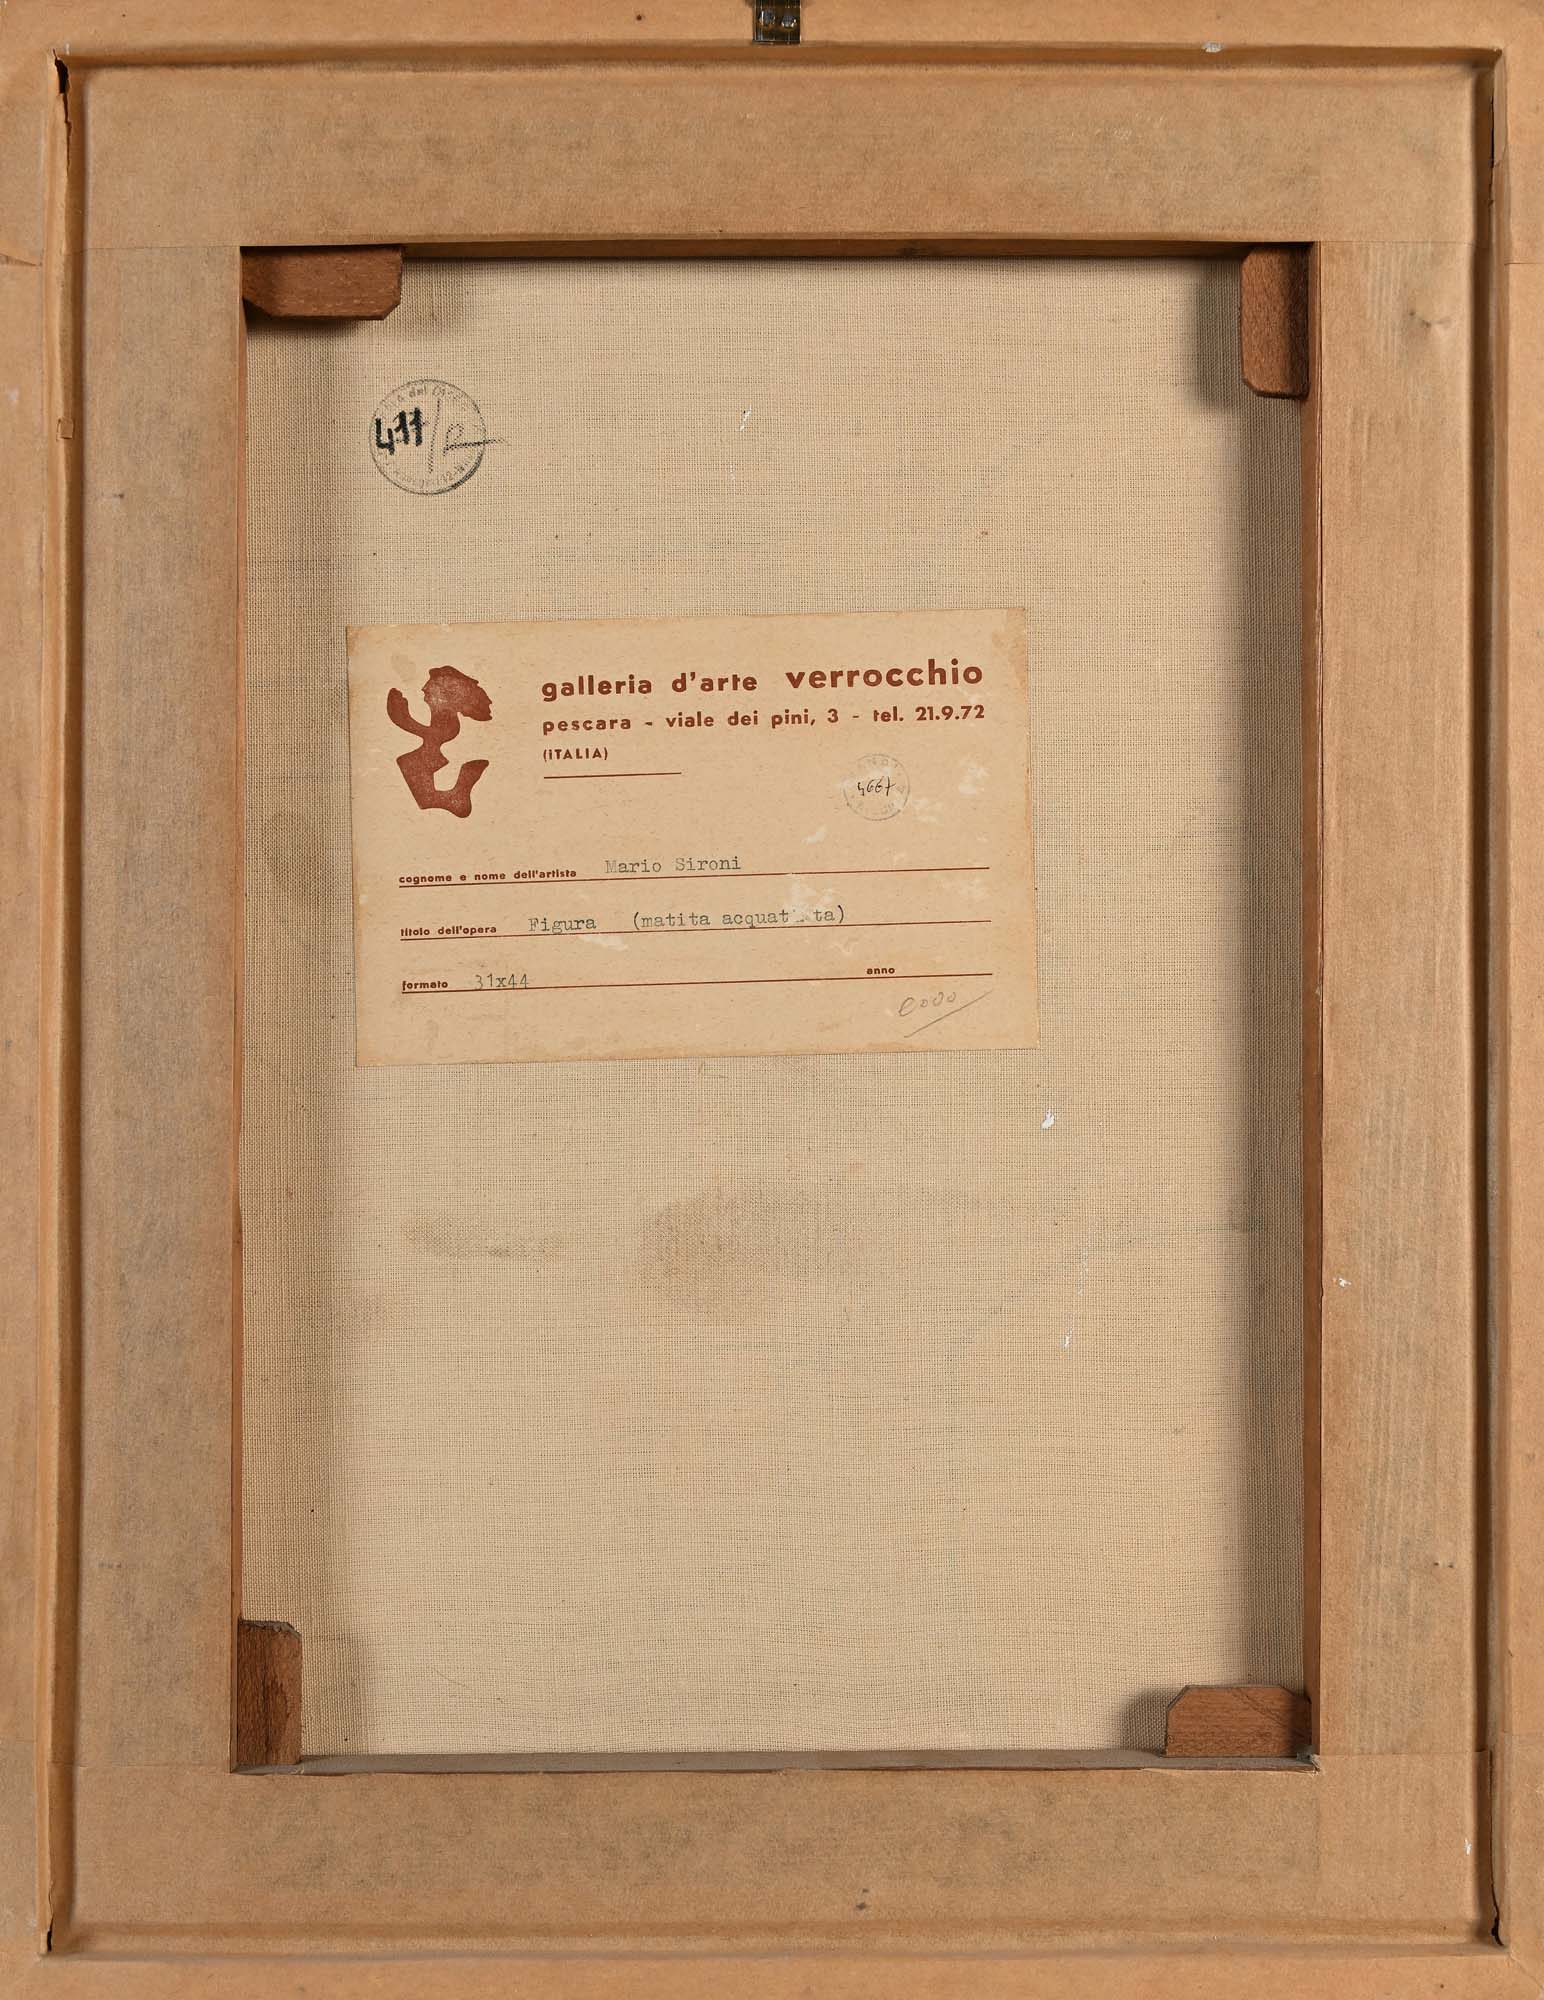 del
411/
galleria d'arte verrocchio
pescara - viale dei pini, 3 - tel. 21.9.72
(ITALIA)
4667
cognome e nome dell'artista Mario Sironi
titolo dell'opera Figura (matita
formato 31x44 anno